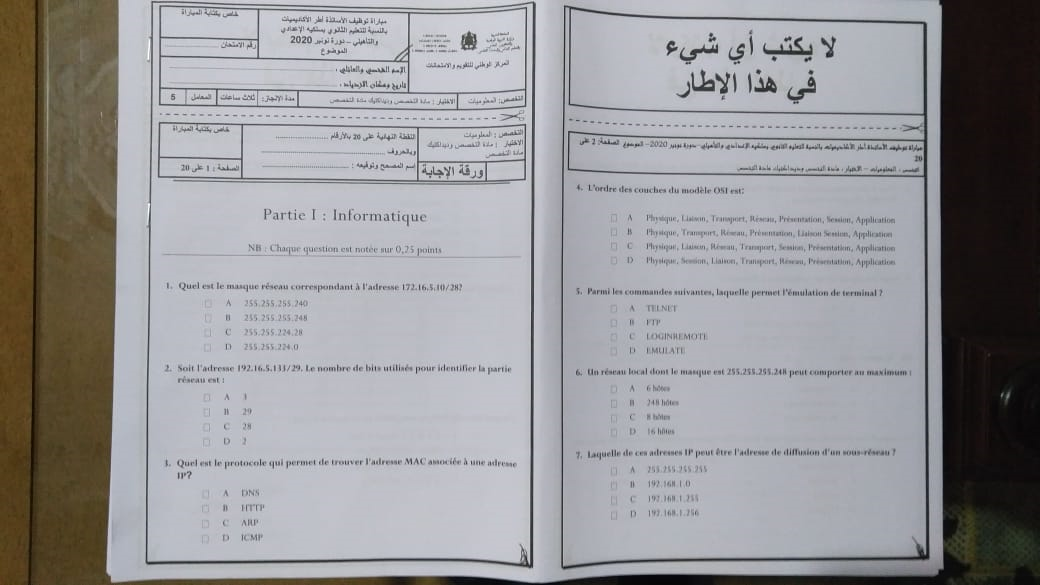 خاص بكتابة المباراة
رقم الامتحان
مباراة توظيف الأساتذة أطر الأكاديميات
بالنسبة للتعليم الثانوي بسلكيه الإعدادي
والتأهيلي – دورة نونبر 2020
الموضوع
المركز الوطني للتقويم والامتحانات
الإسم الشخصي والعائلي :
تاريخ ومكان الازدياد :
التخصص: المعلوميات
الاختبار : مادة التخصص وديداكتيك مادة التخصص
مدة الإنجاز: ثلاث ساعات
المعامل 5
خاص بكتابة المباراة
الصفحة : 1 على 20
النقطة النهائية على 20 بالأرقام
وبالحروف
اسم المصحح وتوقيعه :
التخصص : المعلوميات
الاختبار : مادة التخصص وديداكتيك
مادة التخصص
ورقة الإجابة
Partie I : Informatique
NB : Chaque question est notée sur 0,25 points
1. Quel est le masque réseau correspondant à l'adresse 172.16.5.10/28?
A 255.255.255.240
B 255.255.255.248
C 255.255.224.28
D 255.255.224.0
2. Soit l'adresse 192.16.5.133/29. Le nombre de bits utilisés pour identifier la partie
réseau est :
A 3
B 29
C 28
D 2
3. Quel est le protocole qui permet de trouver l'adresse MAC associée à une adresse
IP?
A DNS
B HTTP
C ARP
D ICMP
لا يكتب أي شيء
في هذا الإطار
مباراة توظيف الأساتذة أطر الأكاديميات بالنسبة للتعليم الثانوي بسلكيه الإعدادي والتأهيلي –دورة نونبر 2020– الموضوع الصفحة: 2 على
20
التخصص : المعلوميات – الاختبار : مادة التخصص وديداكتيك مادة التخصص
4. L'ordre des couches du modèle OSI est:
A Physique, Liaison, Transport, Réseau, Présentation, Session, Application
B Physique, Transport, Réseau, Présentation, Liaison Session, Application
C Physique, Liaison, Réseau, Transport, Session, Présentation, Application
D Physique, Session, Liaison, Transport, Réseau, Présentation, Application
5. Parmi les commandes suivantes, laquelle permet l'émulation de terminal ?
A TELNET
B FTP
C LOGINREMOTE
D EMULATE
6. Un réseau local dont le masque est 255.255.255.248 peut comporter au maximum :
A 6 hôtes
B 248 hôtes
C 8 hôtes
D 16 hôtes
7. Laquelle de ces adresses IP peut être l'adresse de diffusion d'un sous-réseau ?
A 255.255.255.255
B 192.168.1.0
C 192.168.1.255
D 192.168.1.256